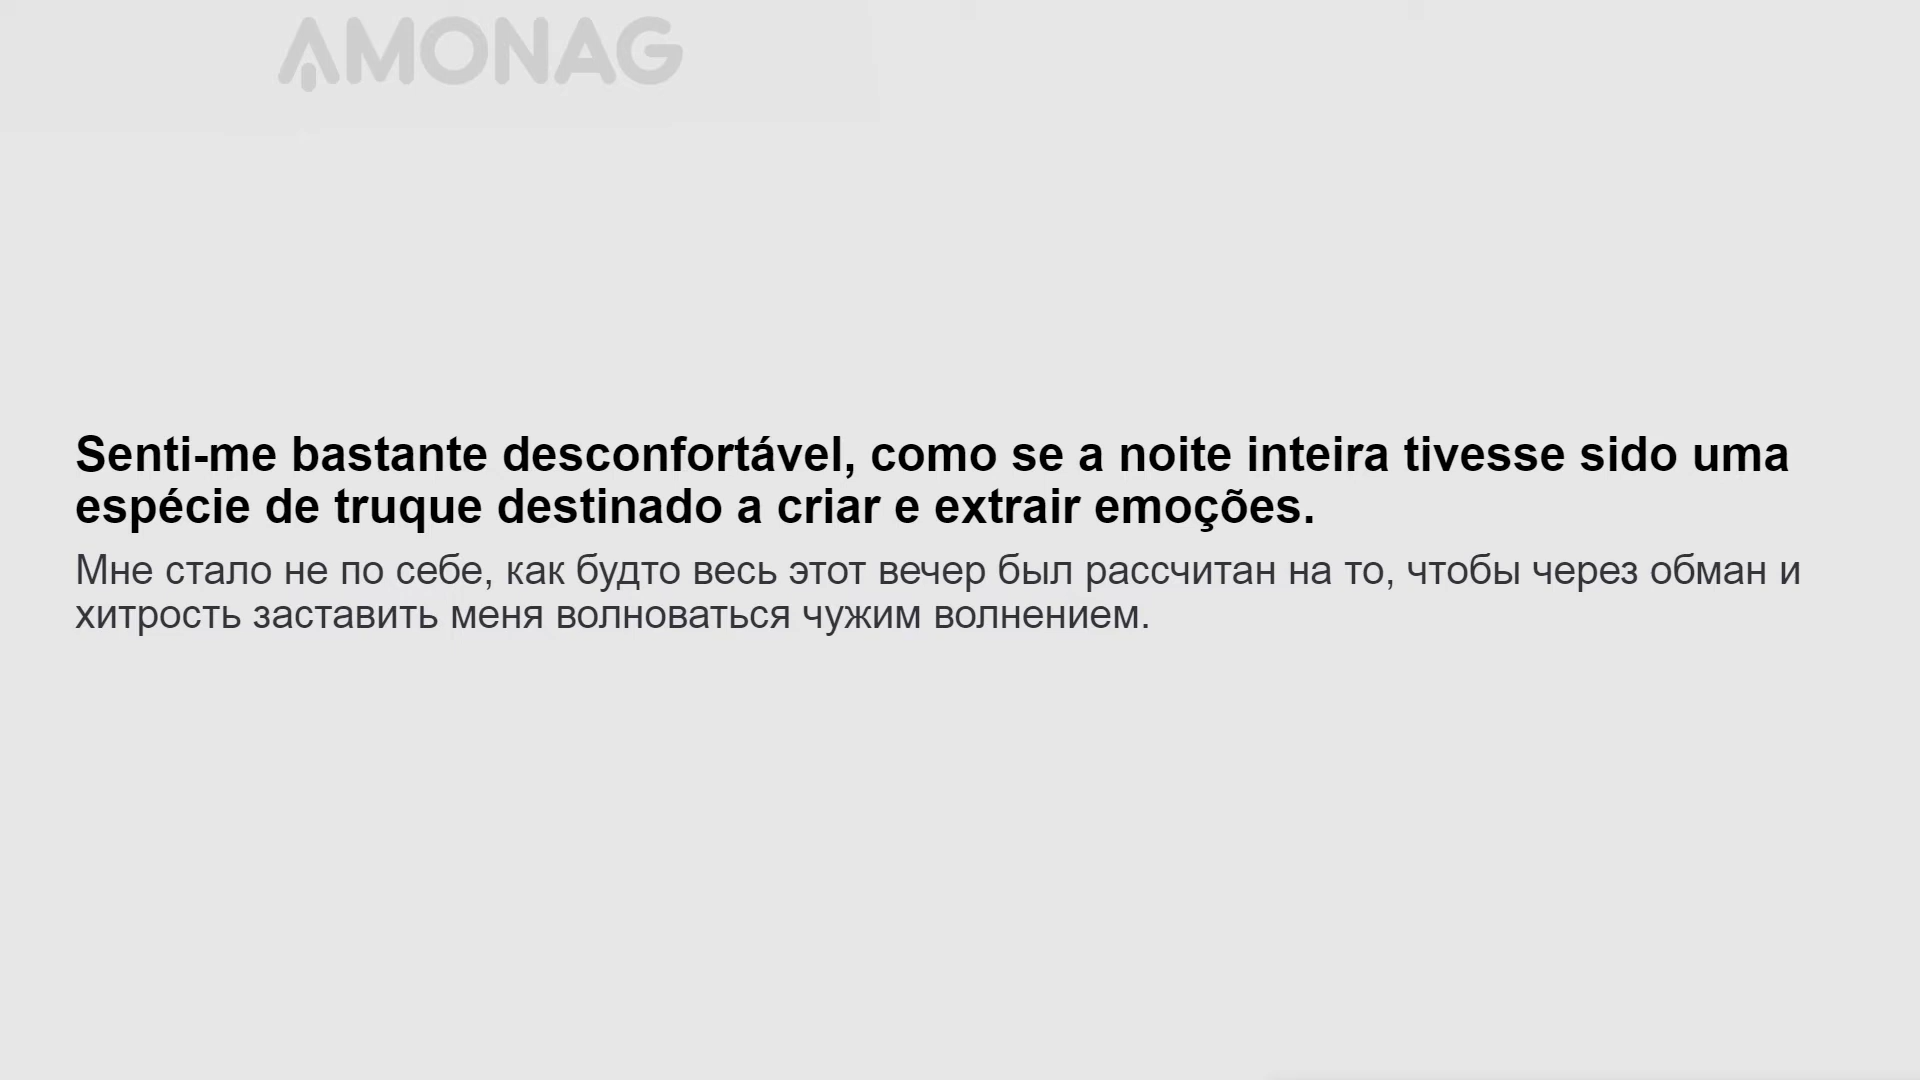 AMONAG
Senti-me bastante desconfortável, como se a noite inteira tivesse sido uma
espécie de truque destinado a criar e extrair emoções.
Мне стало не по себе, как будто весь этот вечер был рассчитан на то, чтобы через обман и
хитрость заставить меня волноваться чужим волнением.